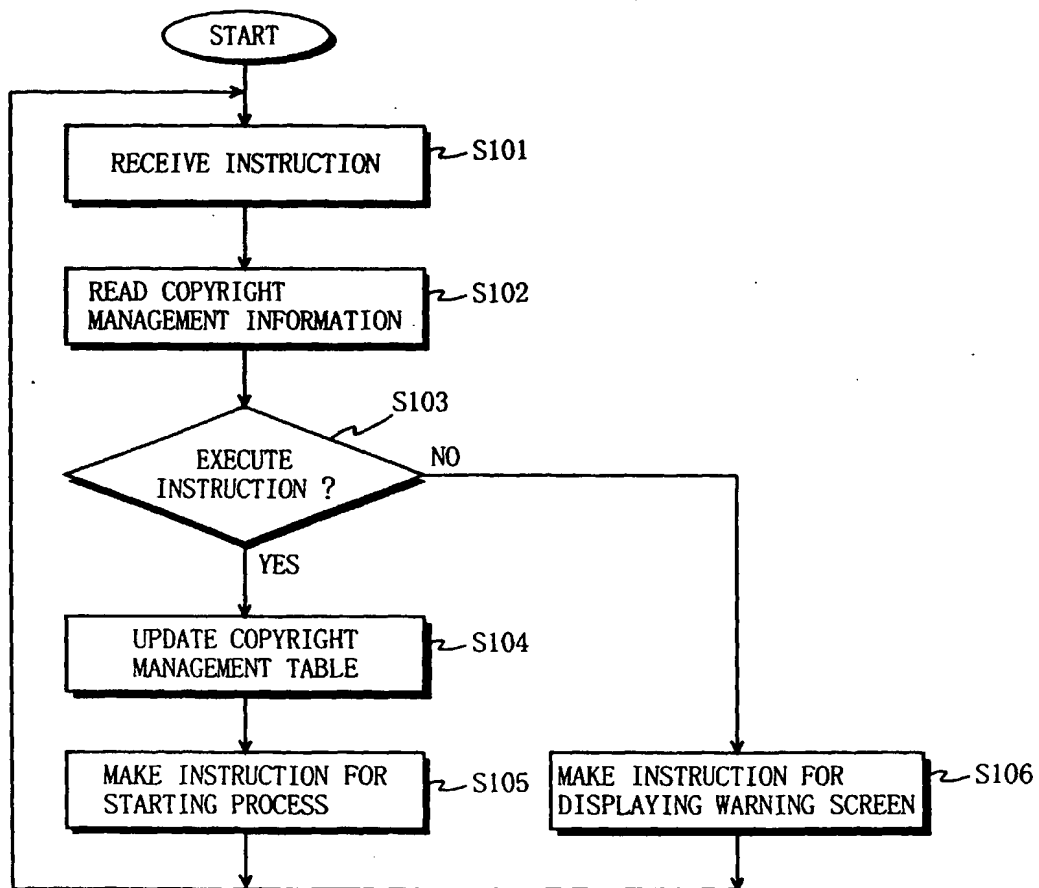 START
RECEIVE INSTRUCTION
S101
READ COPYRIGHT
MANAGEMENT INFORMATION
S102
S103
EXECUTE
INSTRUCTION ?
NO
YES
UPDATE COPYRIGHT
MANAGEMENT TABLE
S104
MAKE INSTRUCTION FOR
STARTING PROCESS
S105
MAKE INSTRUCTION FOR
DISPLAYING WARNING SCREEN
S106